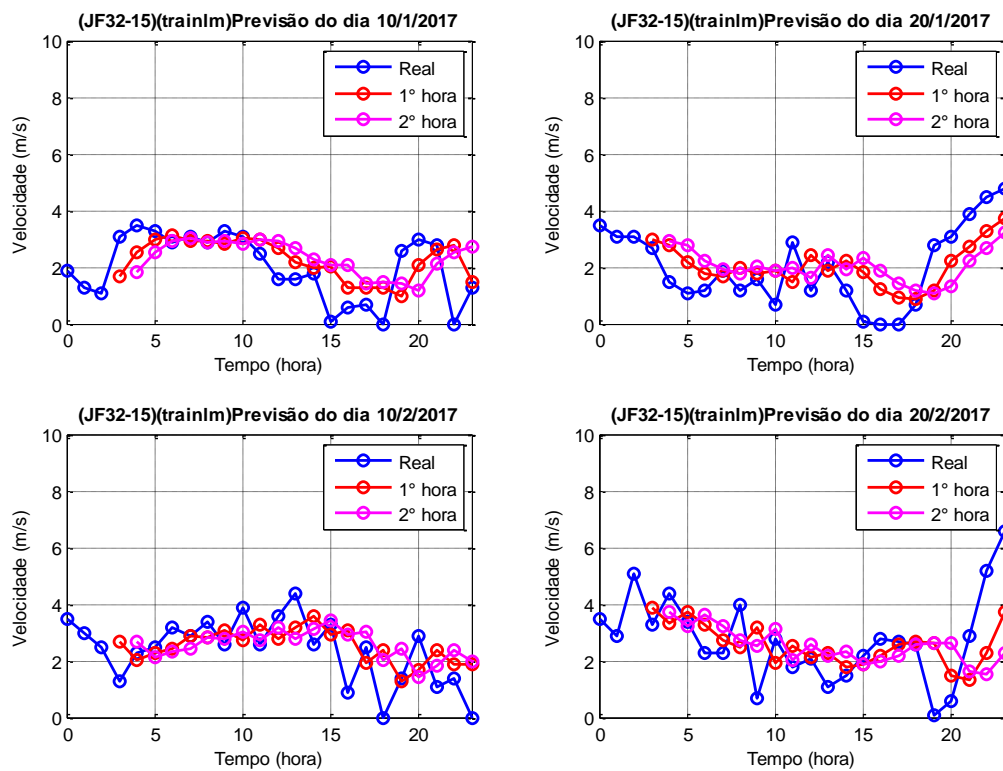 (JF32-15)(trainlm)Previsão do dia 10/1/2017
10
8
6
4
2
0
0
5
10
15
20
Velocidade (m/s)
Tempo (hora)
Real
1° hora
2° hora
(JF32-15)(trainlm)Previsão do dia 20/1/2017
10
8
6
4
2
0
0
5
10
15
20
Velocidade (m/s)
Tempo (hora)
Real
1° hora
2° hora
(JF32-15)(trainlm)Previsão do dia 10/2/2017
10
8
6
4
2
0
0
5
10
15
20
Velocidade (m/s)
Tempo (hora)
Real
1° hora
2° hora
(JF32-15)(trainlm)Previsão do dia 20/2/2017
10
8
6
4
2
0
0
5
10
15
20
Velocidade (m/s)
Tempo (hora)
Real
1° hora
2° hora